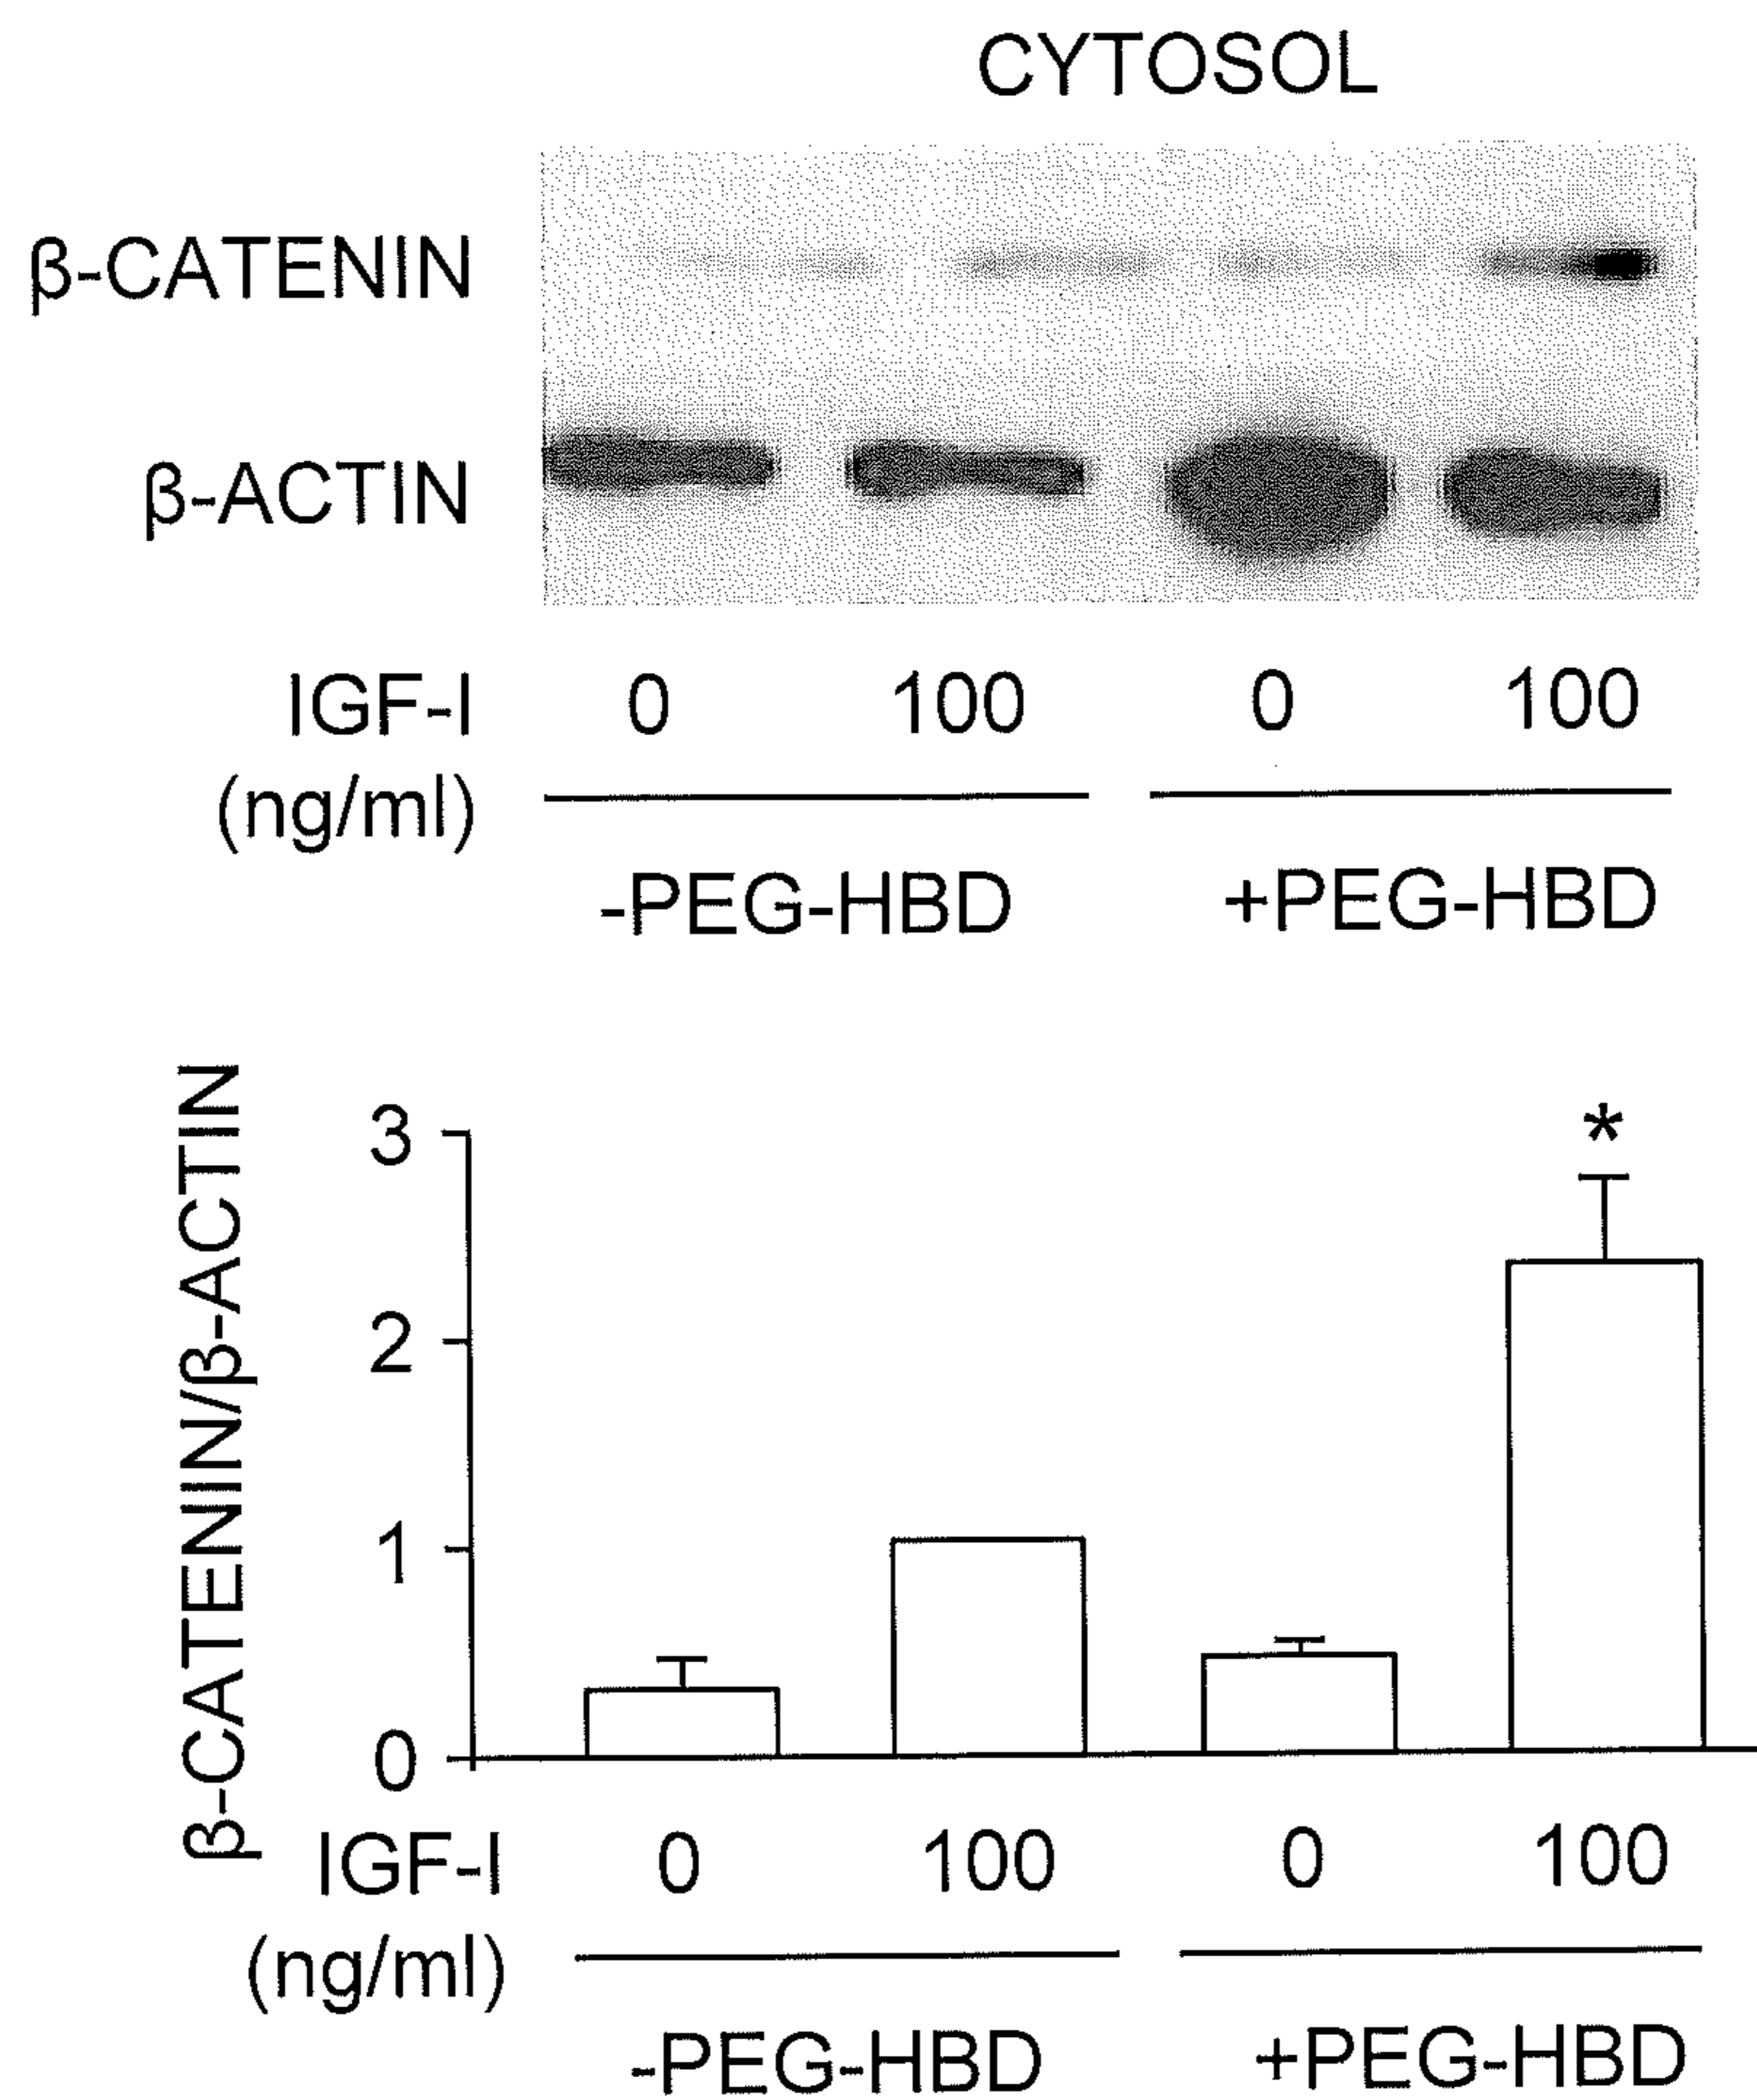 CYTOSOL
β-CATENIN
β-ACTIN
IGF-I 0 100 0 100
(ng/ml)
-PEG-HBD +PEG-HBD
β-CATENIN/β-ACTIN
3
*
2
1
0
IGF-I 0 100 0 100
(ng/ml)
-PEG-HBD +PEG-HBD